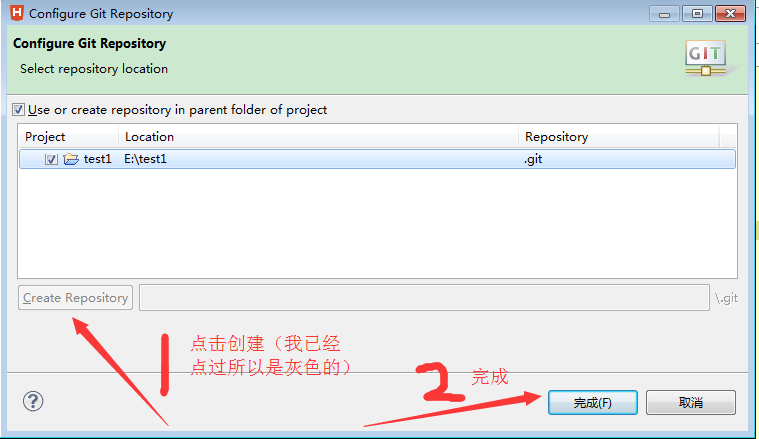 Configure Git Repository
Configure Git Repository
Select repository location
GIT
Use or create repository in parent folder of project
Project Location Repository
test1 E:\test1 .git
Create Repository \.git
1 点击创建（我已经
点过所以是灰色的）
2 完成
完成(F) 取消